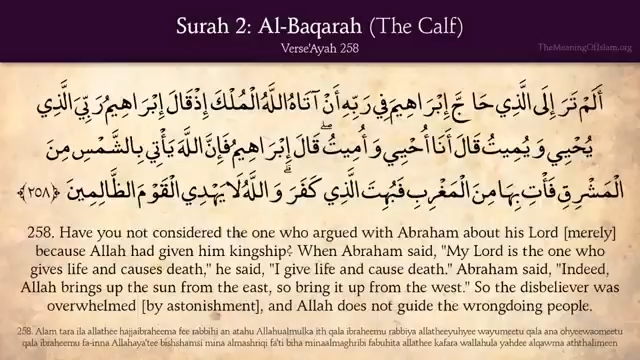 Surah 2: Al-Baqarah (The Calf)
Verse'Ayah 258
TheMeaningOfIslam.org
أَلَمْ تَرَ إِلَى الَّذِي حَاجَّ إِبْرَاهِيمَ فِي رَبِّهِ أَنْ آتَاهُ اللَّهُ الْمُلْكَ إِذْ قَالَ إِبْرَاهِيمُ رَبِّيَ الَّذِي
يُحْيِي وَيُمِيتُ قَالَ أَنَا أُحْيِي وَأُمِيتُ ۖ قَالَ إِبْرَاهِيمُ فَإِنَّ اللَّهَ يَأْتِي بِالشَّمْسِ مِنَ
الْمَشْرِقِ فَأْتِ بِهَا مِنَ الْمَغْرِبِ فَبُهِتَ الَّذِي كَفَرَ ۗ وَاللَّهُ لَا يَهْدِي الْقَوْمَ الظَّالِمِينَ ﴿٢٥٨﴾
258. Have you not considered the one who argued with Abraham about his Lord [merely]
because Allah had given him kingship? When Abraham said, "My Lord is the one who
gives life and causes death," he said, "I give life and cause death." Abraham said, "Indeed,
Allah brings up the sun from the east, so bring it up from the west." So the disbeliever was
overwhelmed [by astonishment], and Allah does not guide the wrongdoing people.
258. Alam tara ila allathee hajjaibraheema fee rabbihi an atahu Allahualmulka ith qala ibraheemu rabbiya allatheeyuhyee wayumeetu qala ana ohyeewaomeetu
qala ibraheemu fa-inna Allahaya'tee bishshamsi mina almashriqi fa'ti biha minaalmaghribi fabuhita allathee kafara wallahula yahdee alqawma aththalimeen